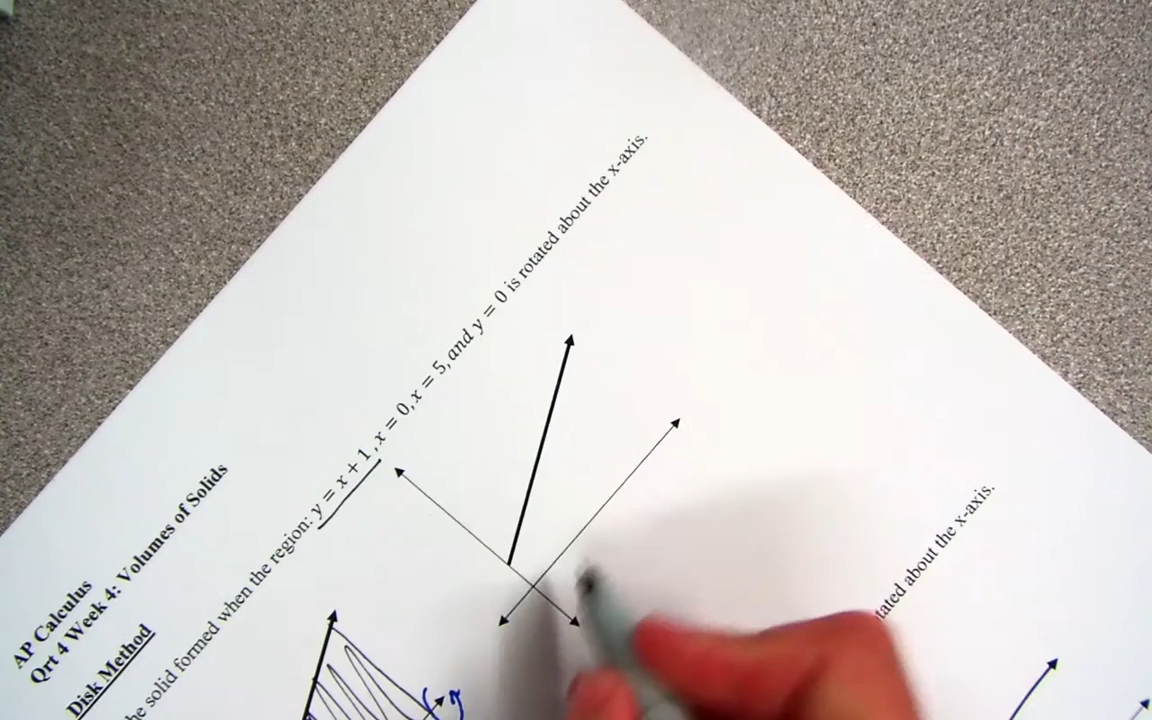 AP Calculus
Qrt 4 Week 4: Volumes of Solids
Disk Method
he solid formed when the region: y = x + 1, x = 0, x = 5, and y = 0 is rotated about the x-axis.
tated about the x-axis.